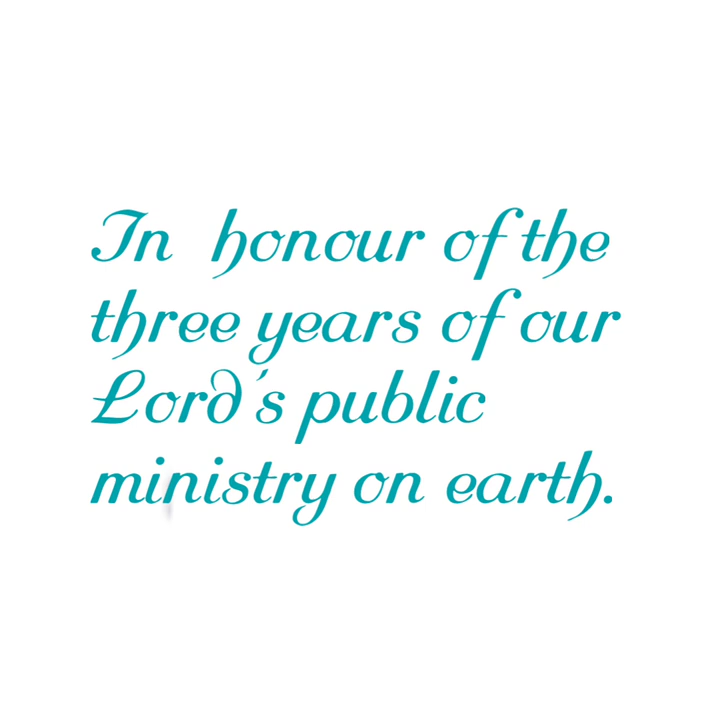 In honour of the
three years of our
Lord's public
ministry on earth.